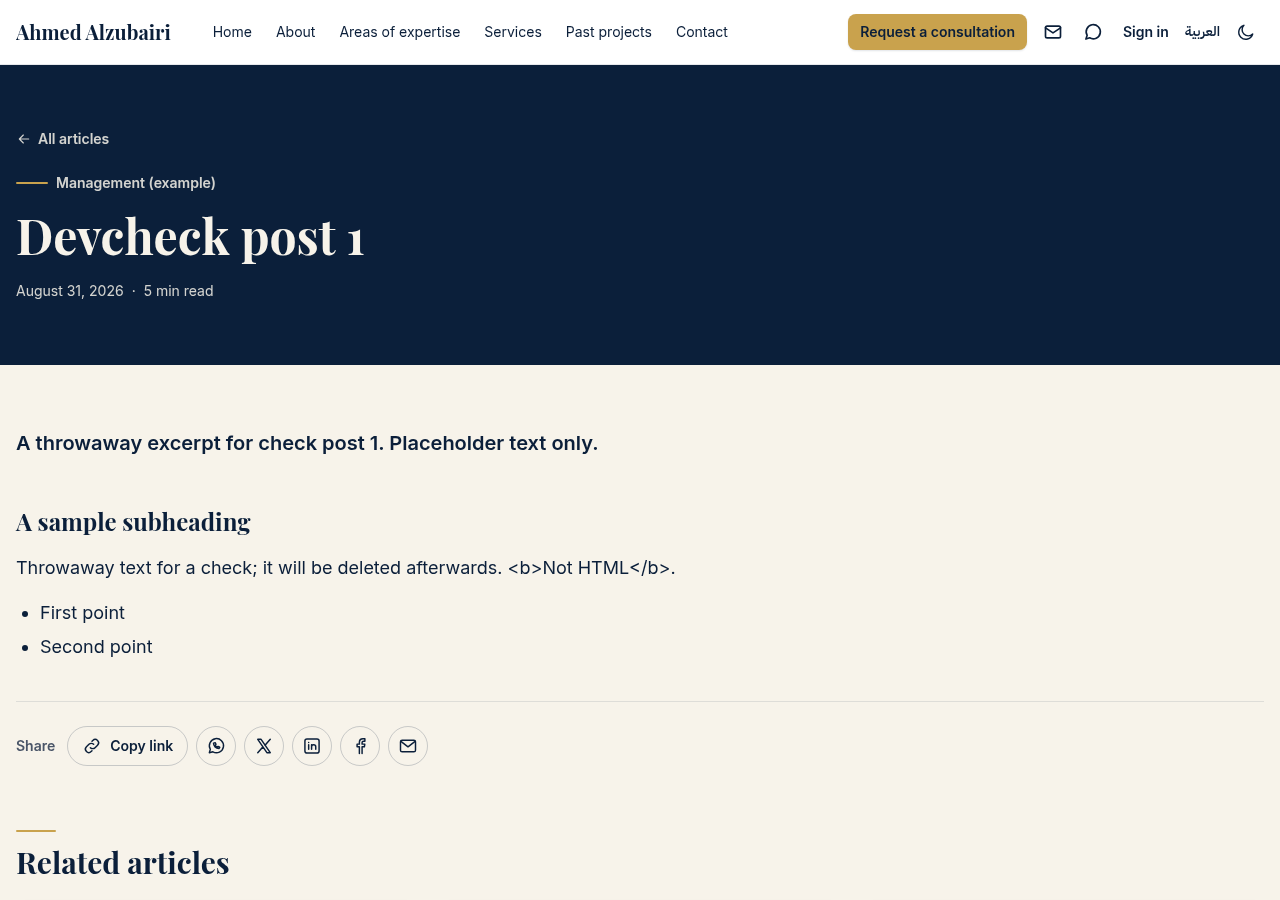 Ahmed Alzubairi
Home About Areas of expertise Services Past projects Contact
Request a consultation
Sign in
العربية
All articles
Management (example)
Devcheck post 1
August 31, 2026 · 5 min read
A throwaway excerpt for check post 1. Placeholder text only.
A sample subheading
Throwaway text for a check; it will be deleted afterwards. <b>Not HTML</b>.
• First point
• Second point
Share
Copy link
Related articles